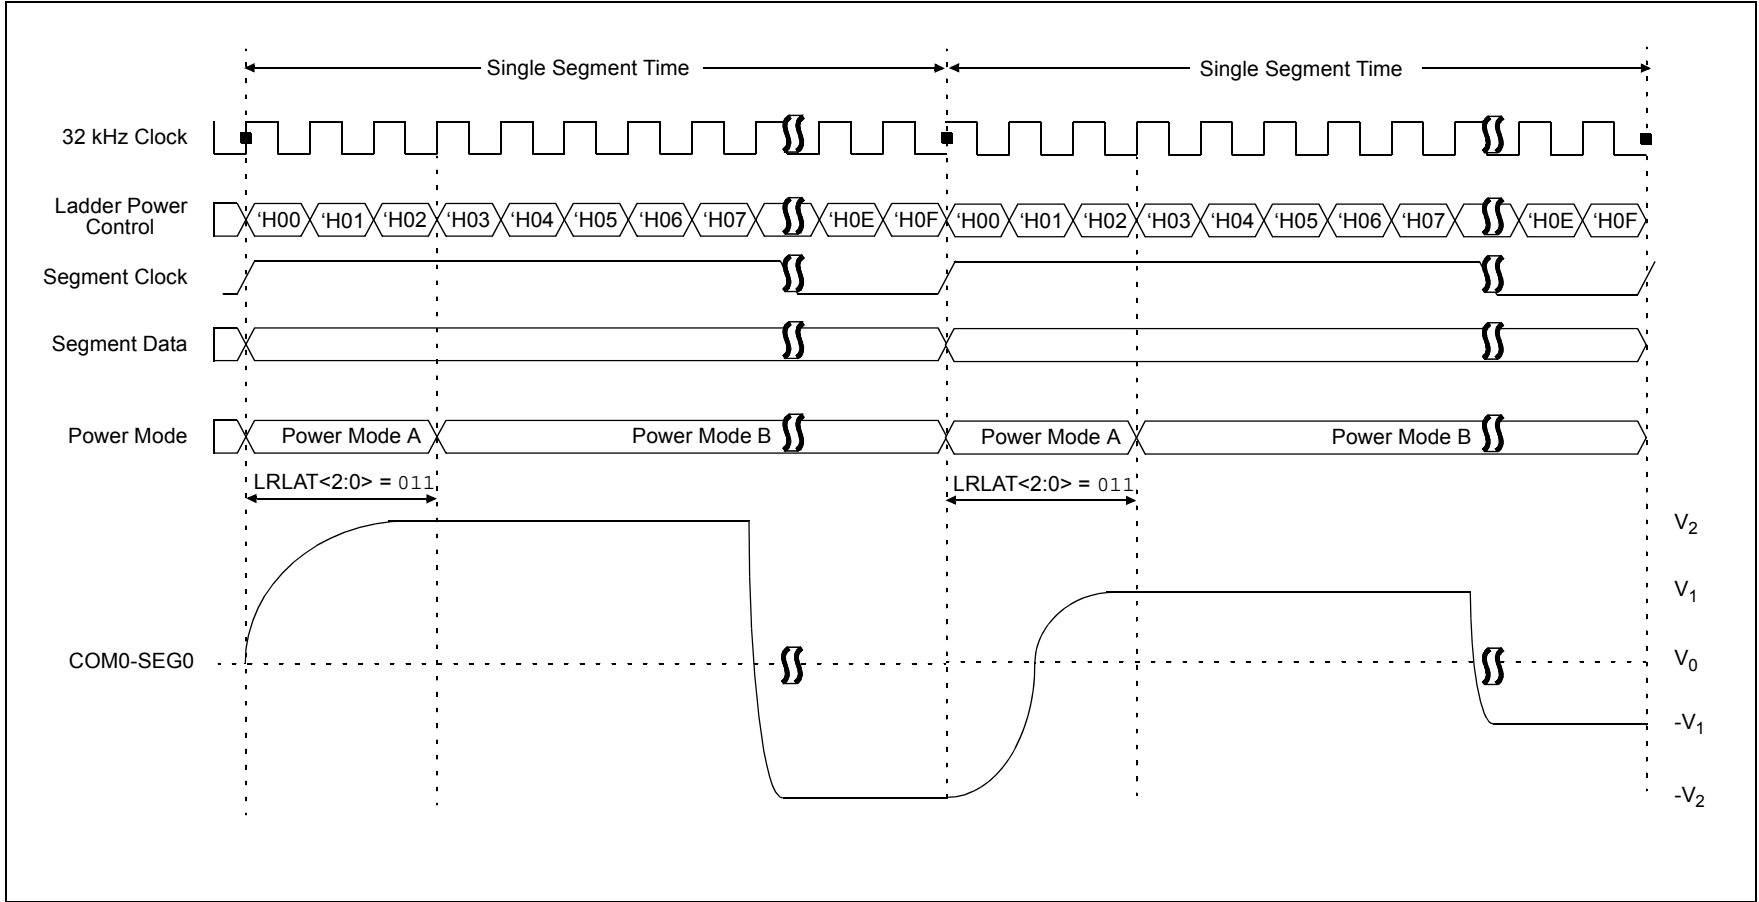 Single Segment Time Single Segment Time
32 kHz Clock
Ladder Power
Control
‘H00 ‘H01 ‘H02 ‘H03 ‘H04 ‘H05 ‘H06 ‘H07 ‘H0E ‘H0F ‘H00 ‘H01 ‘H02 ‘H03 ‘H04 ‘H05 ‘H06 ‘H07 ‘H0E ‘H0F
Segment Clock
Segment Data
Power Mode Power Mode A Power Mode B Power Mode A Power Mode B
LRLAT<2:0> = 011 LRLAT<2:0> = 011
V2
V1
COM0-SEG0 V0
-V1
-V2